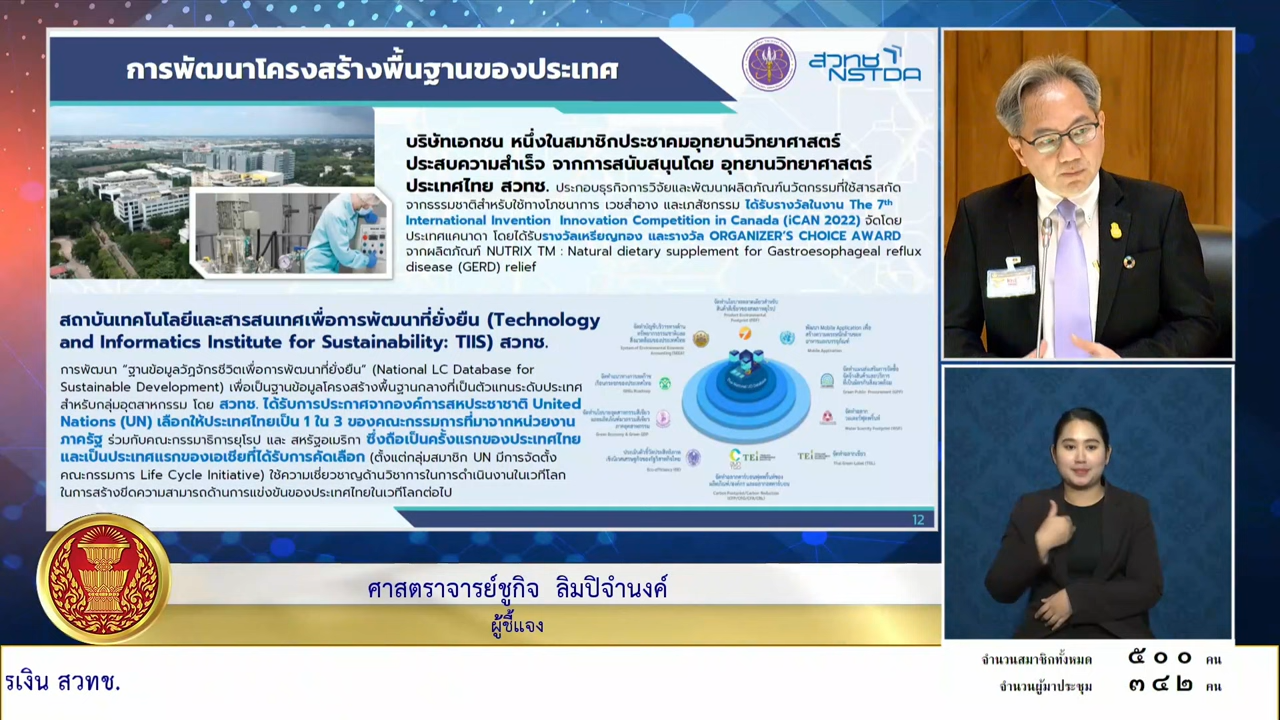 การพัฒนาโครงสร้างพื้นฐานของประเทศ
สวทช
NSTDA
บริษัทเอกชน หนึ่งในสมาชิกประชาคมอุทยานวิทยาศาสตร์
ประสบความสำเร็จ จากการสนับสนุนโดย อุทยานวิทยาศาสตร์
ประเทศไทย สวทช. ประกอบธุรกิจการวิจัยและพัฒนาผลิตภัณฑ์นวัตกรรมที่ใช้สารสกัด
จากธรรมชาติสำหรับใช้ทางโภชนาการ เวชสำอาง และเภสัชกรรม ได้รับรางวัลในงาน The 7th
International Invention Innovation Competition in Canada (iCAN 2022) จัดโดย
ประเทศแคนาดา โดยได้รับรางวัลเหรียญทอง และรางวัล ORGANIZER'S CHOICE AWARD
จากผลิตภัณฑ์ NUTRIX TM : Natural dietary supplement for Gastroesophageal reflux
disease (GERD) relief
สถาบันเทคโนโลยีและสารสนเทศเพื่อการพัฒนาที่ยั่งยืน (Technology
and Informatics Institute for Sustainability: TIIS) สวทช.
การพัฒนา "ฐานข้อมูลวัฏจักรชีวิตเพื่อการพัฒนาที่ยั่งยืน" (National LC Database for
Sustainable Development) เพื่อเป็นฐานข้อมูลโครงสร้างพื้นฐานกลางที่เป็นตัวแทนระดับประเทศ
สำหรับกลุ่มอุตสาหกรรม โดย สวทช. ได้รับการประกาศจากองค์การสหประชาชาติ United
Nations (UN) เลือกให้ประเทศไทยเป็น 1 ใน 3 ของคณะกรรมการที่มาจากหน่วยงาน
ภาครัฐ ร่วมกับคณะกรรมาธิการยุโรป และ สหรัฐอเมริกา ซึ่งถือเป็นครั้งแรกของประเทศไทย
และเป็นประเทศแรกของเอเชียที่ได้รับการคัดเลือก (ตั้งแต่กลุ่มสมาชิก UN มีการจัดตั้ง
คณะกรรมการ Life Cycle Initiative) ใช้ความเชี่ยวชาญด้านวิชาการในการดำเนินงานในเวทีโลก
ในการสร้างขีดความสามารถด้านการแข่งขันของประเทศไทยในเวทีโลกต่อไป
Mobile Application
TEI
TEI
12
ศาสตราจารย์ชูกิจ ลิมปิจำนงค์
ผู้ชี้แจง
รเงิน สวทช.
จำนวนสมาชิกทั้งหมด ๕๐๐ คน
จำนวนผู้มาประชุม ๓๔๒ คน